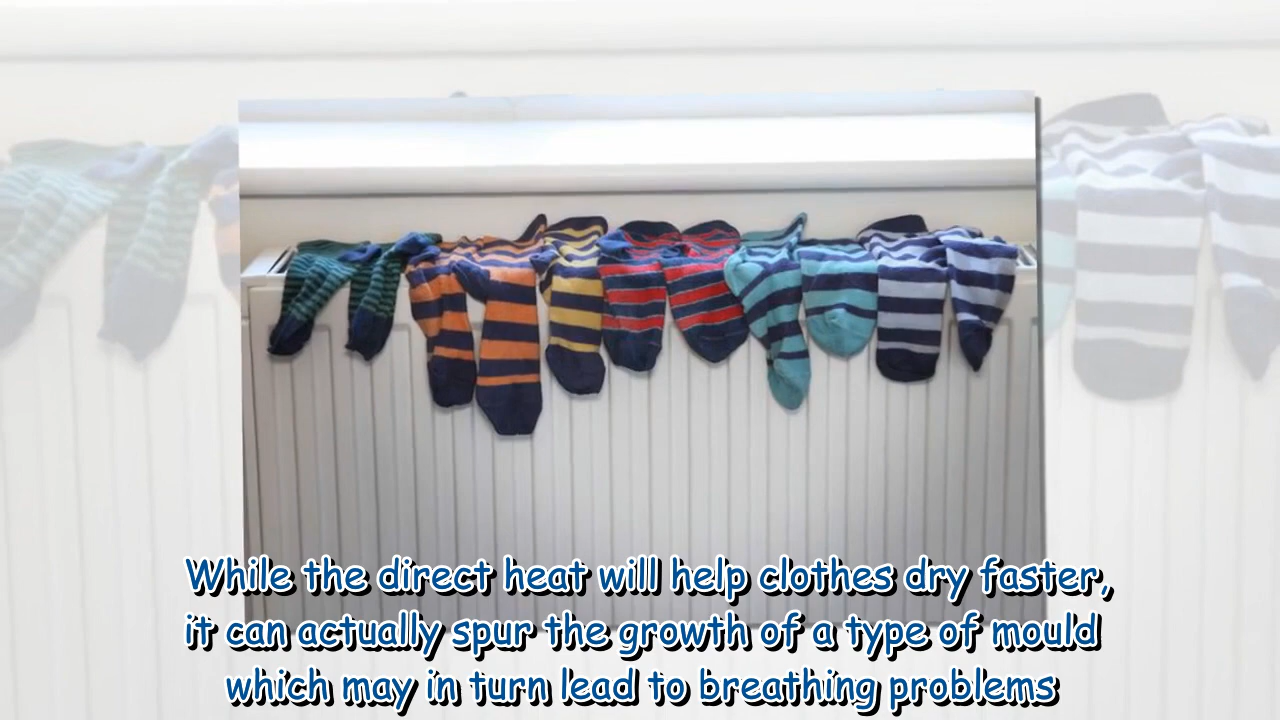 While the direct heat will help clothes dry faster,
it can actually spur the growth of a type of mould
which may in turn lead to breathing problems